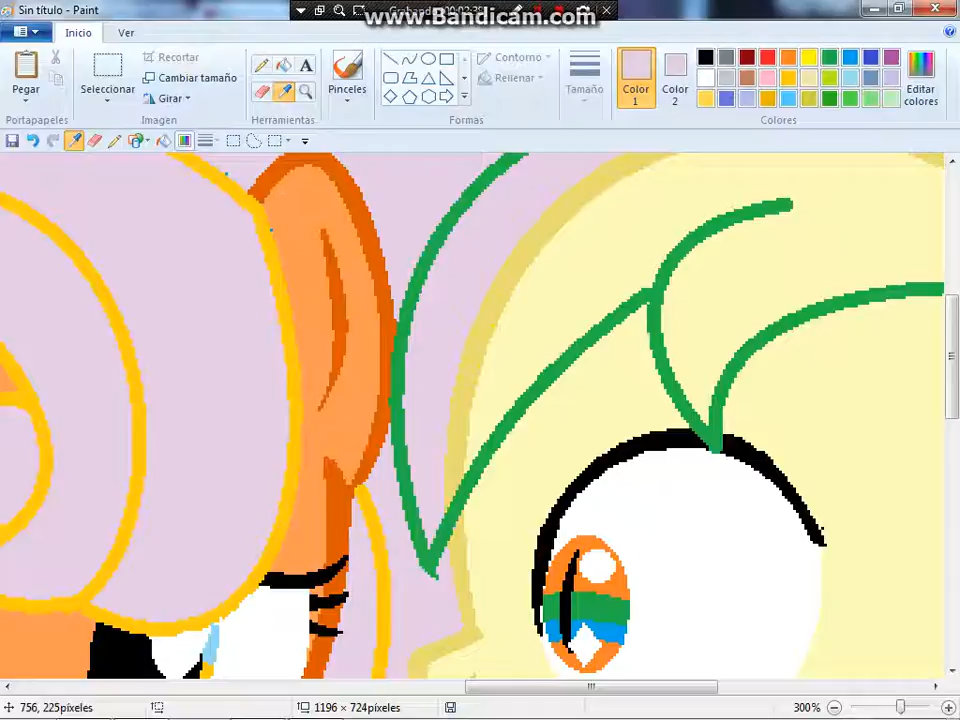 Sin título - Paint
Grabando
www.Bandicam.com
Inicio
Ver
Pegar
Seleccionar
Recortar
Cambiar tamaño
Girar
Pinceles
Contorno
Rellenar
Tamaño
Color 1
Color 2
Editar colores
Portapapeles
Imagen
Herramientas
Formas
Colores
756, 225píxeles
1196 × 724píxeles
300%